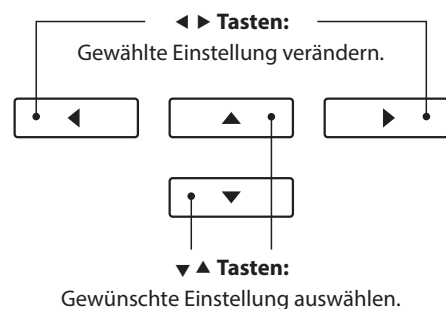 ◀ ▶ Tasten:
Gewählte Einstellung verändern.
◀
▲
▶
▼
▼ ▲ Tasten:
Gewünschte Einstellung auswählen.